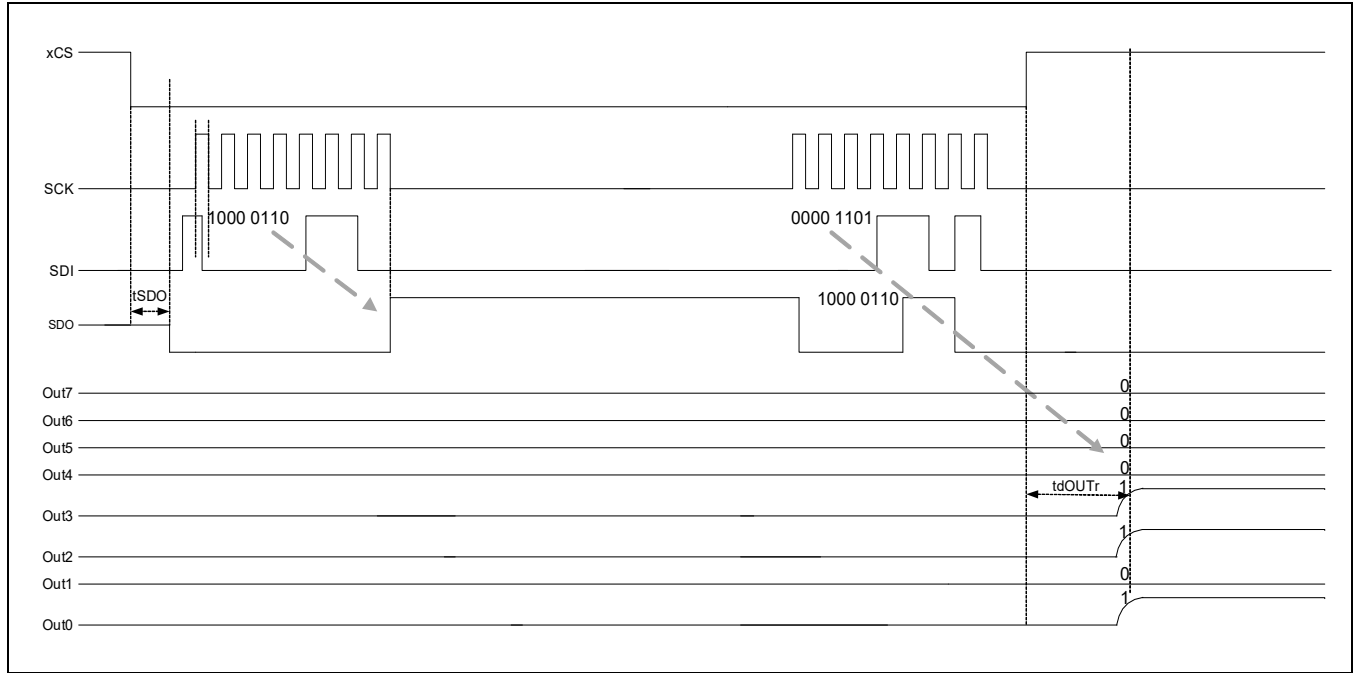 xCS
SCK
1000 0110
0000 1101
SDI
tSDO
1000 0110
SDO
Out7
0
Out6
0
Out5
0
Out4
0
tdOUTr
1
Out3
1
Out2
0
Out1
1
Out0